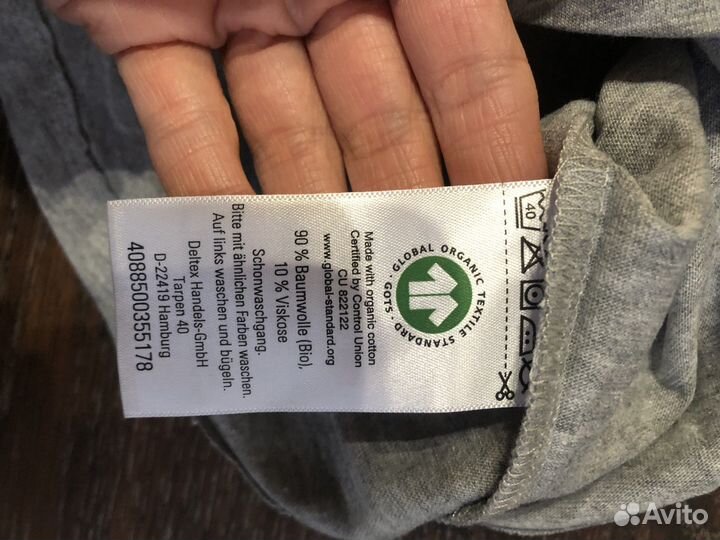 40
GLOBAL ORGANIC TEXTILE STANDARD
· GOTS ·
Made with organic cotton
Certified by Control Union
CU 822122
www.global-standard.org
90 % Baumwolle (Bio),
10 % Viskose
Schonwaschgang.
Bitte mit ähnlichen Farben waschen.
Auf links waschen und bügeln.
Deltex Handels-GmbH
Tarpen 40
D-22419 Hamburg
4088500355178
Avito